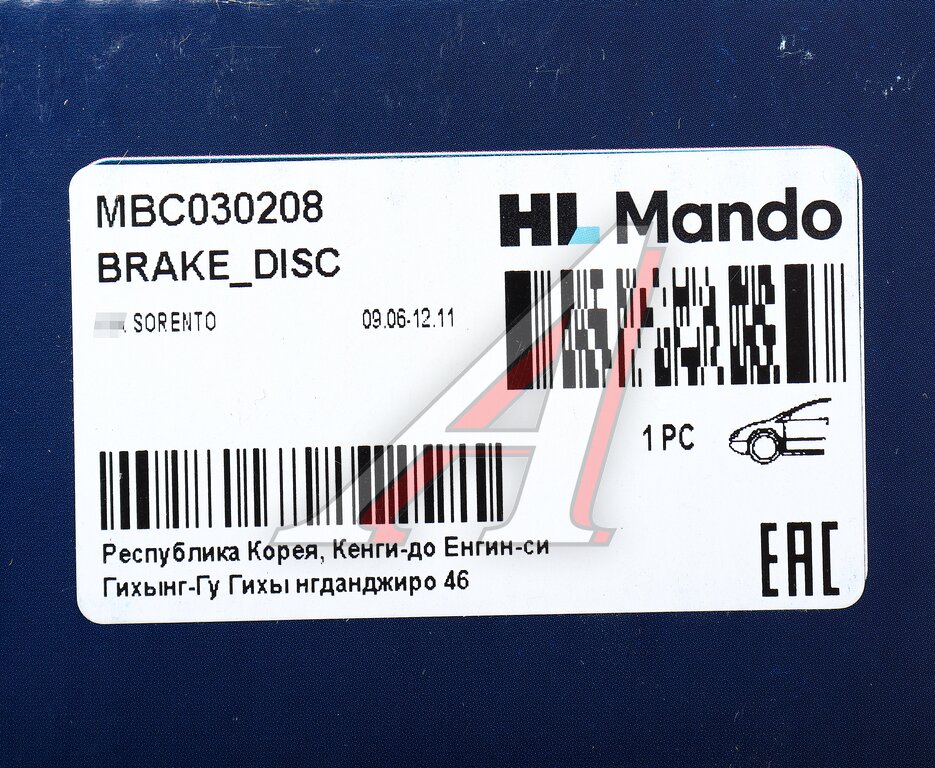 MBC030208
HL Mando
BRAKE_DISC
SORENTO 09.06-12.11
1 PC
Республика Корея, Кенги-до Енгин-си
Гихынг-Гу Гихы нгданджиро 46
EAC